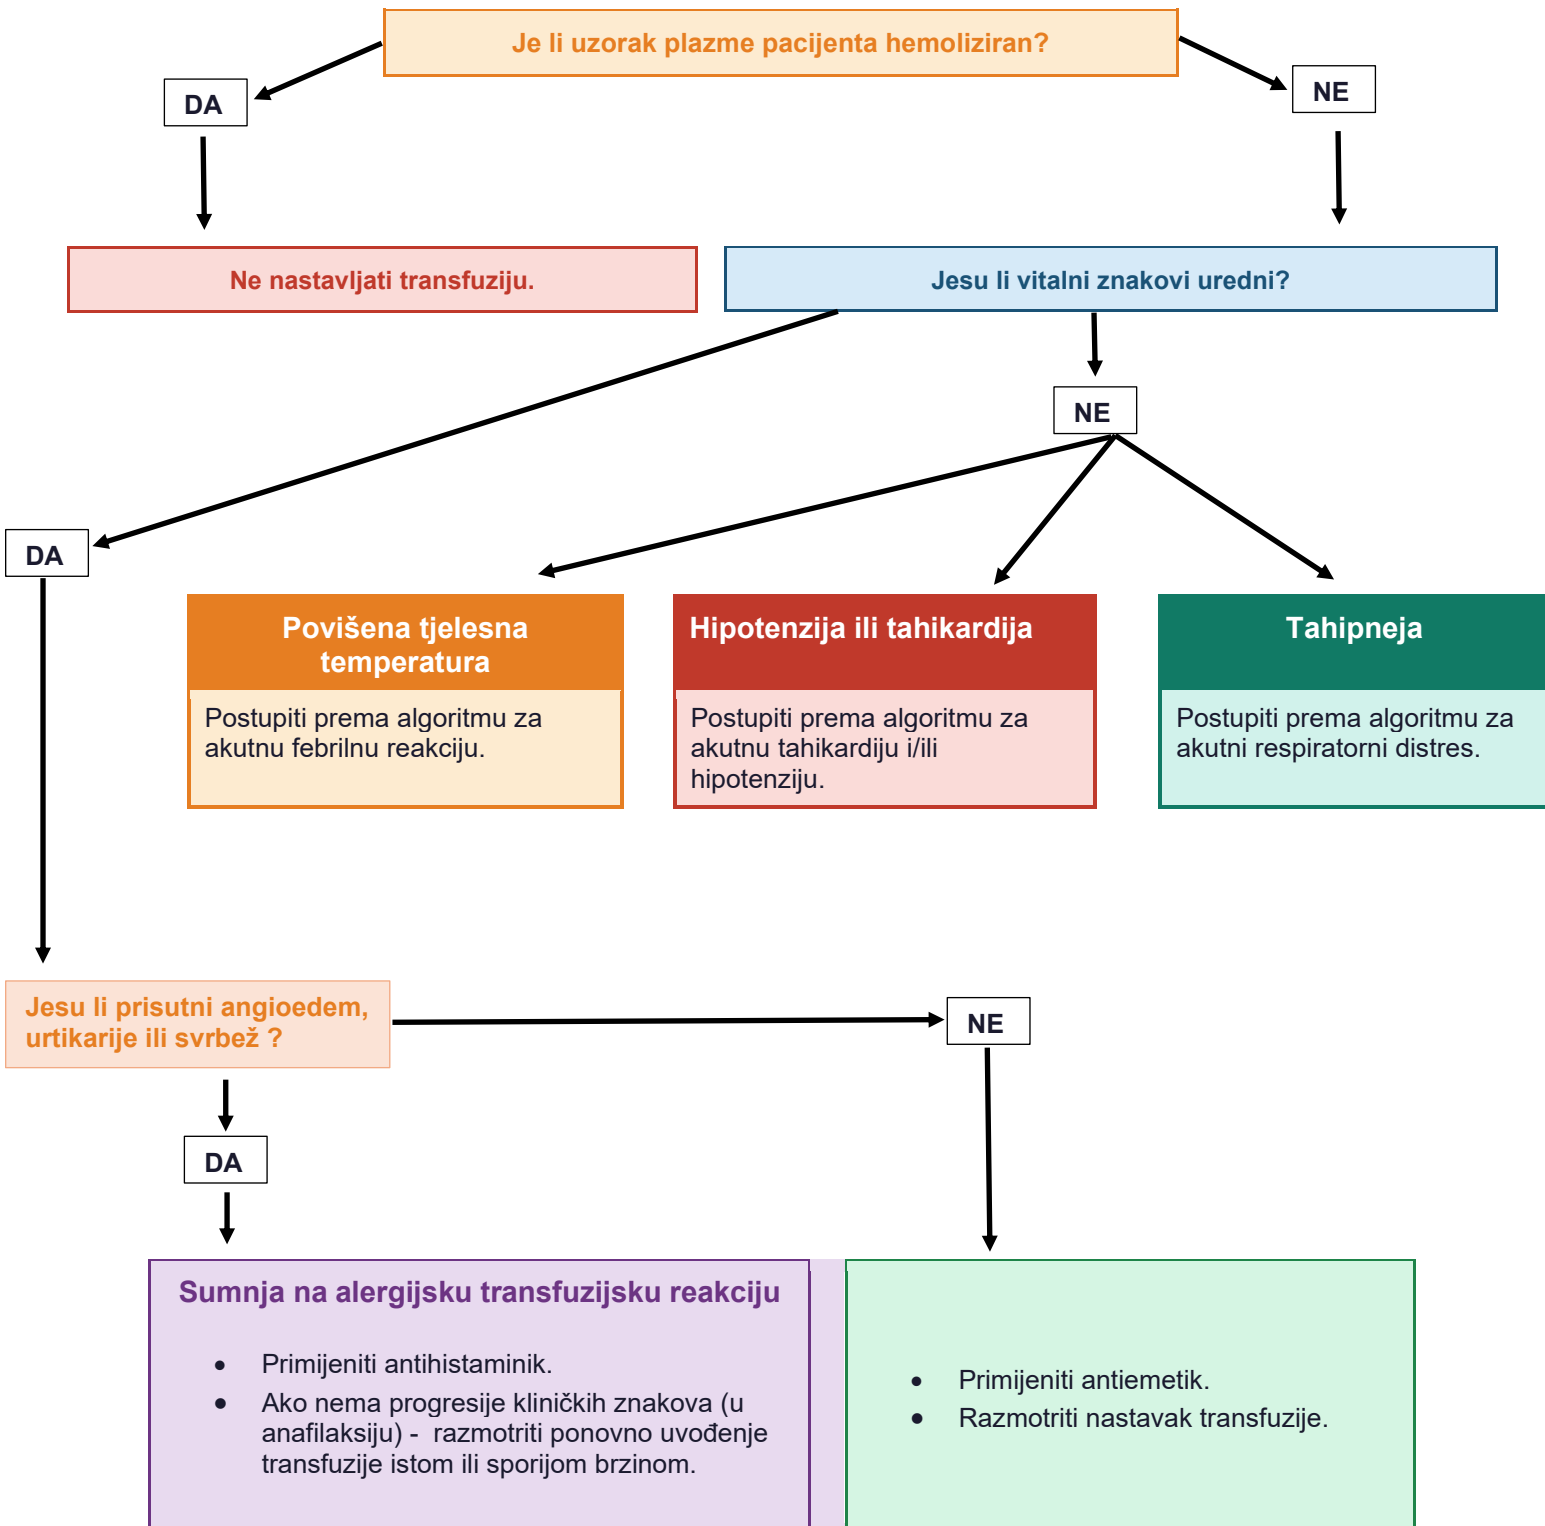 Je li uzorak plazme pacijenta hemoliziran?
DA
NE
Ne nastavljati transfuziju.
Jesu li vitalni znakovi uredni?
NE
DA
Povišena tjelesna
temperatura
Postupiti prema algoritmu za
akutnu febrilnu reakciju.
Hipotenzija ili tahikardija
Postupiti prema algoritmu za
akutnu tahikardiju i/ili
hipotenziju.
Tahipneja
Postupiti prema algoritmu za
akutni respiratorni distres.
Jesu li prisutni angioedem,
urtikarije ili svrbež ?
NE
DA
Sumnja na alergijsku transfuzijsku reakciju
• Primijeniti antihistaminik.
• Ako nema progresije kliničkih znakova (u
anafilaksiju) - razmotriti ponovno uvođenje
transfuzije istom ili sporijom brzinom.
• Primijeniti antiemetik.
• Razmotriti nastavak transfuzije.